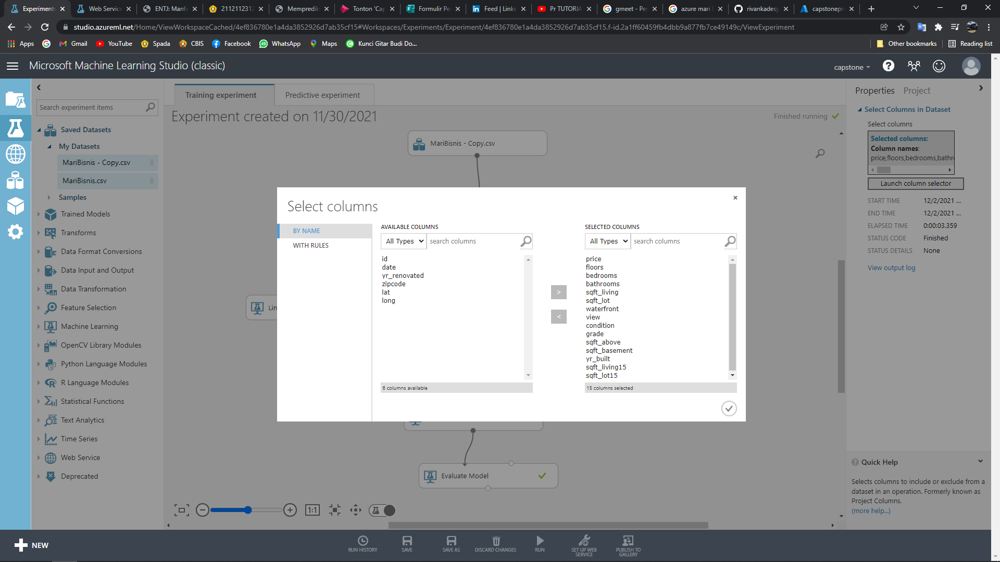 Experiments
Web Service
ENTJ: Manfa
2112112312
Mempredik
Tonton 'Cap
Formulir Pe
Feed | Linke
Pr TUTORIA
gmeet - Pe
azure mari b
rivankadesy
capstonepr
studio.azureml.net/Home/ViewWorkspaceCached/4ef836780e1a4da3852926d7ab35cf15#Workspaces/Experiments/Experiment/4ef836780e1a4da3852926d7ab35cf15.f-id.2a1ff60459fb4dbb9a877fb7ce49149c/ViewExperiment
Apps
Gmail
YouTube
Spada
CBIS
Facebook
WhatsApp
Maps
Kunci Gitar Budi Do...
Other bookmarks
Reading list
Microsoft Machine Learning Studio (classic)
capstone
Search experiment items
Saved Datasets
My Datasets
MariBisnis - Copy.csv
MariBisnis.csv
Samples
Trained Models
Transforms
Data Format Conversions
Data Input and Output
Data Transformation
Feature Selection
Machine Learning
OpenCV Library Modules
Python Language Modules
R Language Modules
Statistical Functions
Text Analytics
Time Series
Web Service
Deprecated
Training experiment
Predictive experiment
Experiment created on 11/30/2021
Finished running
MariBisnis - Copy.csv
Lin
Select columns
BY NAME
WITH RULES
AVAILABLE COLUMNS
All Types
search columns
id
date
yr_renovated
zipcode
lat
long
6 columns available
>
<
SELECTED COLUMNS
All Types
search columns
price
floors
bedrooms
bathrooms
sqft_living
sqft_lot
waterfront
view
condition
grade
sqft_above
sqft_basement
yr_built
sqft_living15
sqft_lot15
15 columns selected
Evaluate Model
1:1
Properties
Project
Select Columns in Dataset
Select columns
Selected columns:
Column names:
price,floors,bedrooms,bathr
Launch column selector
START TIME 12/2/2021 ...
END TIME 12/2/2021 ...
ELAPSED TIME 0:00:03.359
STATUS CODE Finished
STATUS DETAILS None
View output log
Quick Help
Selects columns to include or exclude from a
dataset in an operation. Formerly known as
Project Columns.
(more help...)
NEW
RUN HISTORY
SAVE
SAVE AS
DISCARD CHANGES
RUN
SET UP WEB
SERVICE
PUBLISH TO
GALLERY